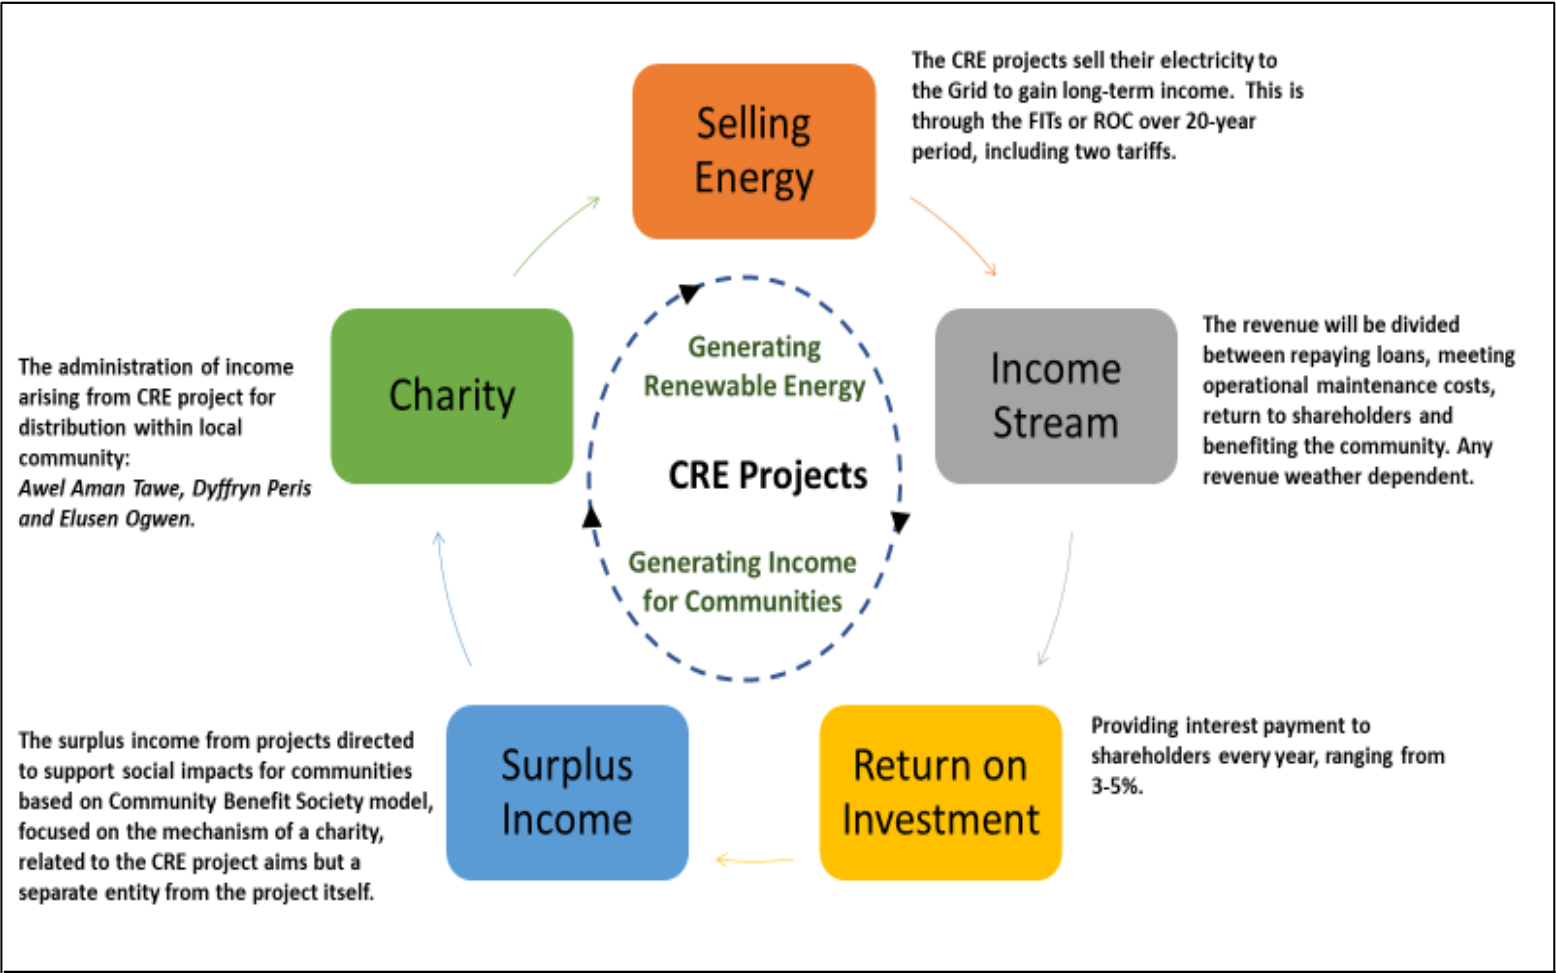 Selling
Energy
The CRE projects sell their electricity to
the Grid to gain long-term income. This is
through the FITs or ROC over 20-year
period, including two tariffs.
Income
Stream
The revenue will be divided
between repaying loans, meeting
operational maintenance costs,
return to shareholders and
benefiting the community. Any
revenue weather dependent.
Return on
Investment
Providing interest payment to
shareholders every year, ranging from
3-5%.
Surplus
Income
The surplus income from projects directed
to support social impacts for communities
based on Community Benefit Society model,
focused on the mechanism of a charity,
related to the CRE project aims but a
separate entity from the project itself.
Charity
The administration of income
arising from CRE project for
distribution within local
community:
Awel Aman Tawe, Dyffryn Peris
and Elusen Ogwen.
Generating
Renewable Energy
CRE Projects
Generating Income
for Communities